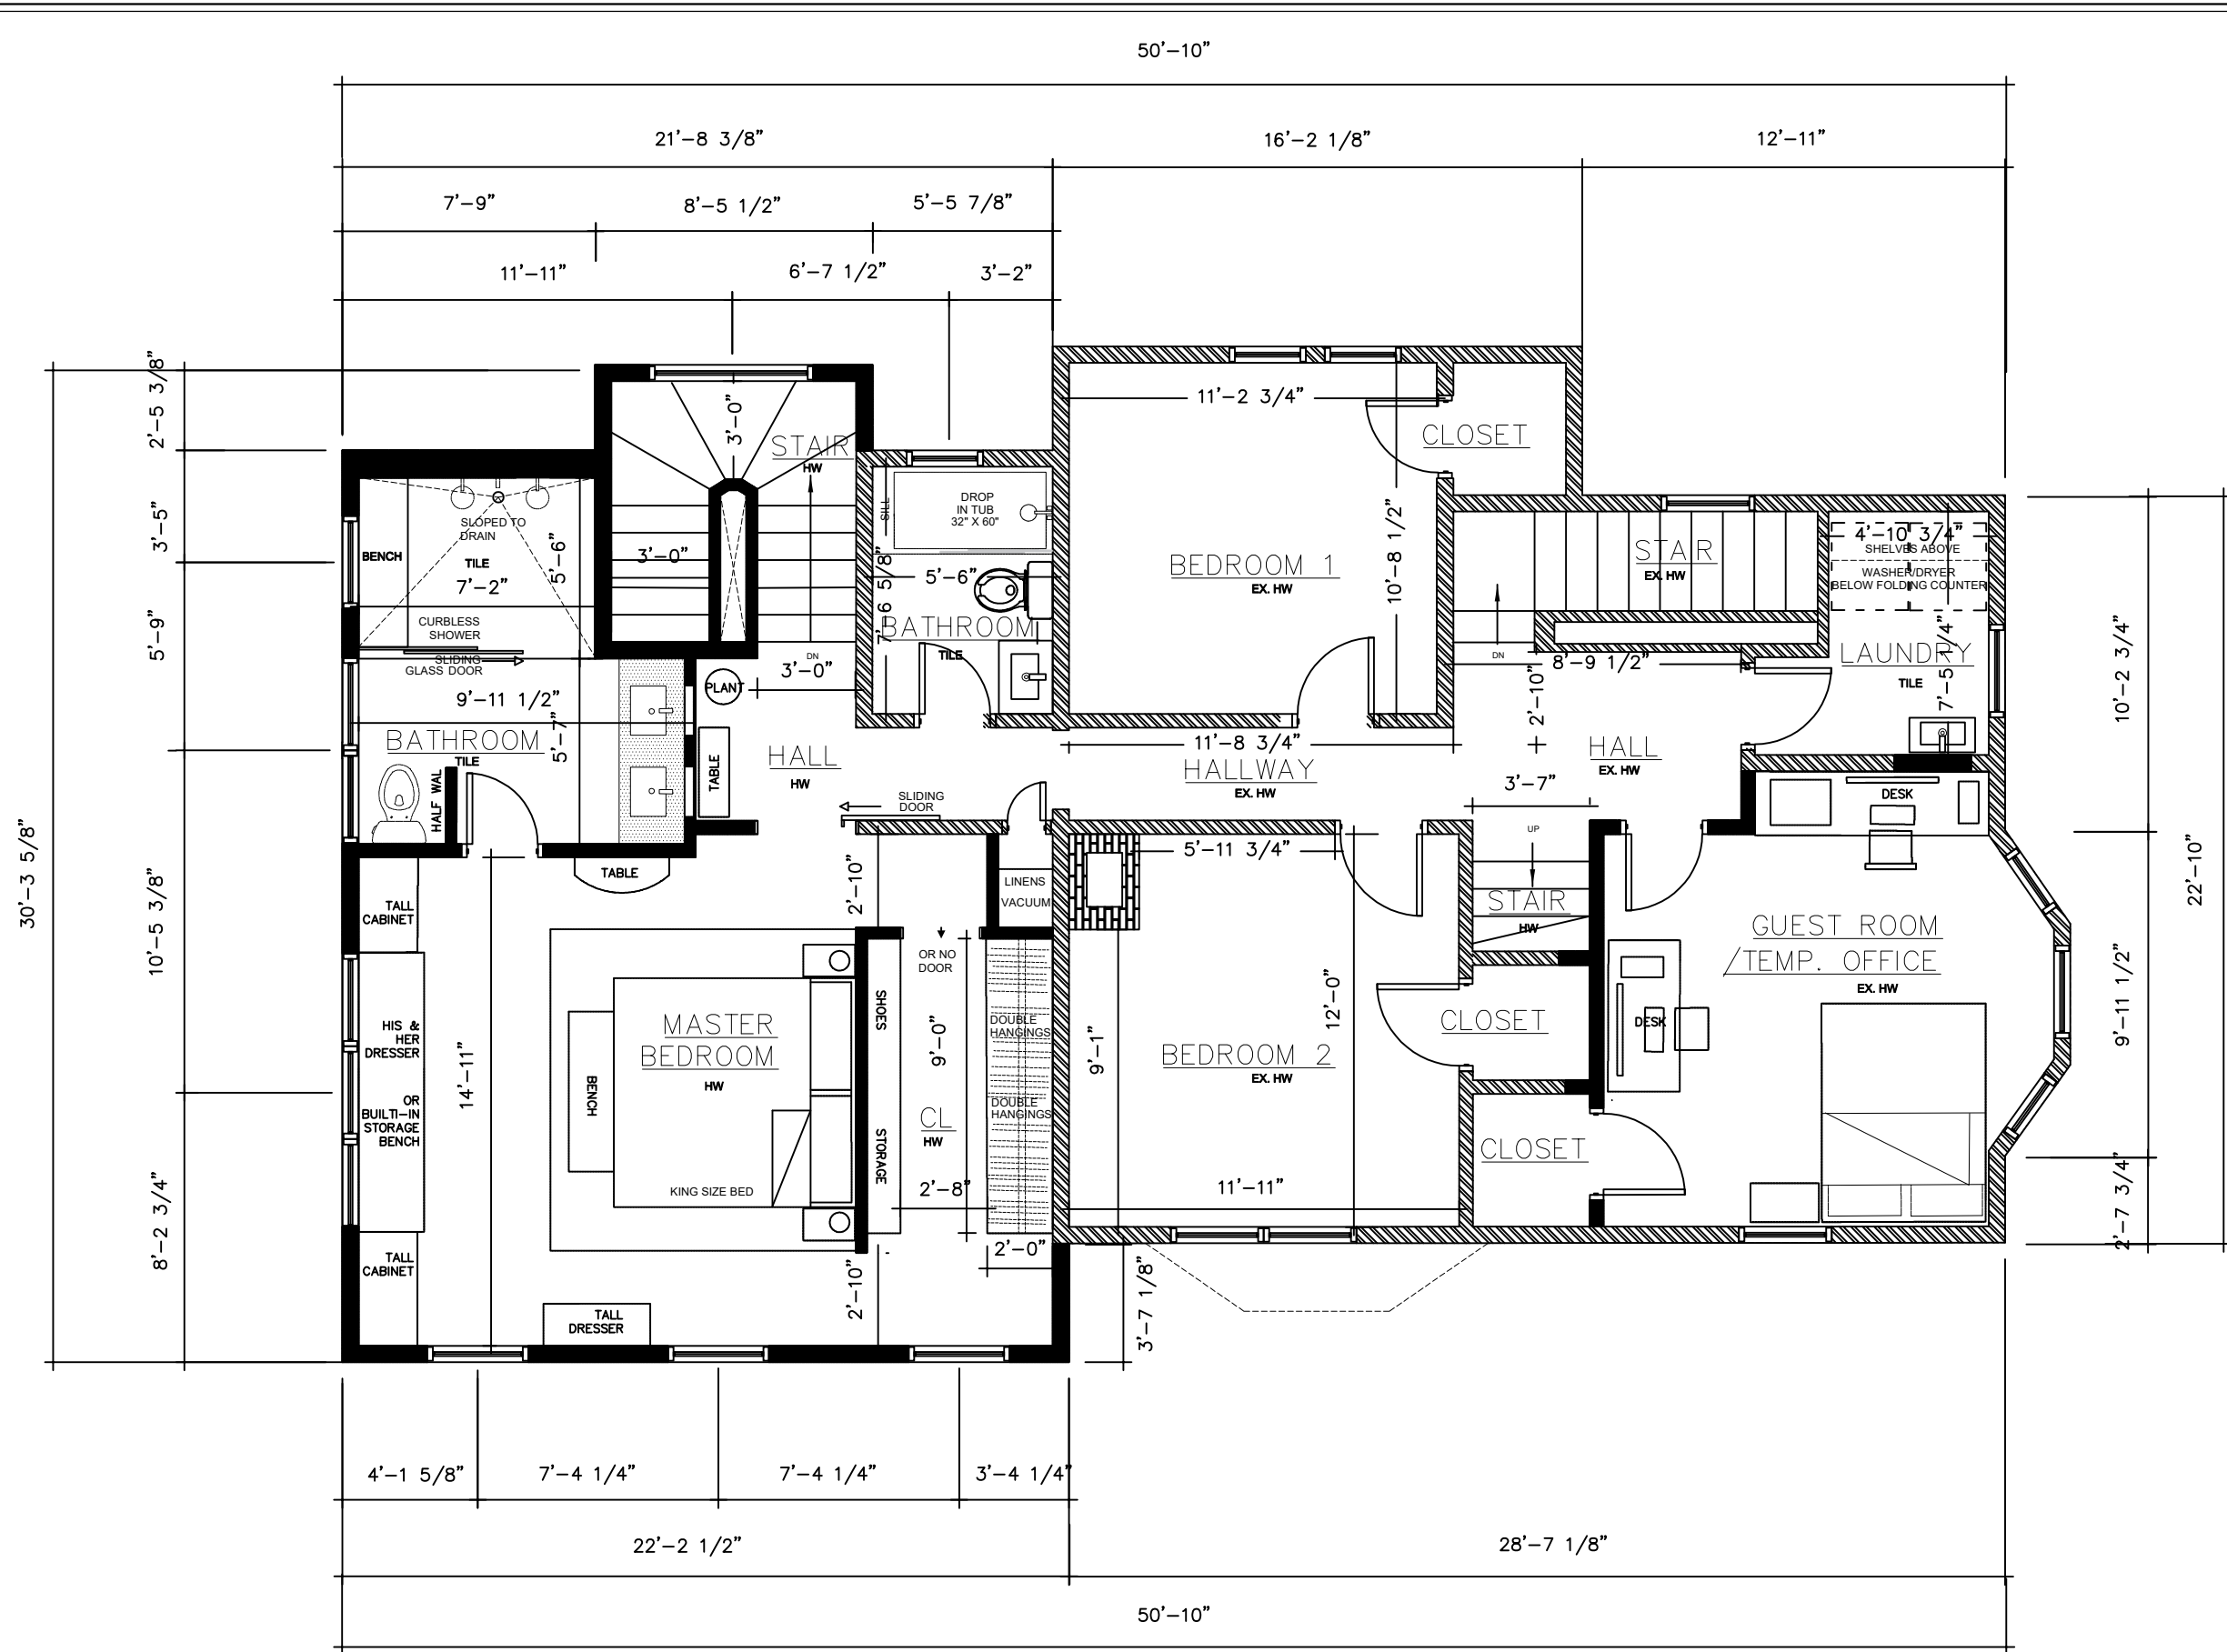 50'-10"
21'-8 3/8"
16'-2 1/8"
12'-11"
7'-9"
8'-5 1/2"
5'-5 7/8"
11'-11"
6'-7 1/2"
3'-2"
30'-3 5/8"
2'-5 3/8"
3'-5"
5'-9"
10'-5 3/8"
8'-2 3/4"
BENCH
SLOPED TO
DRAIN
TILE
7'-2"
5'-6"
CURBLESS
SHOWER
SLIDING
GLASS DOOR
9'-11 1/2"
5'-7"
BATHROOM
TILE
HALF WAL
3'-0"
STAIR
HW
3'-0"
DN
3'-0"
PLANT
TABLE
HALL
HW
SILL
DROP
IN TUB
32" X 60"
5'-6"
7'-6 5/8"
BATHROOM
TILE
SLIDING
DOOR
11'-2 3/4"
CLOSET
BEDROOM 1
EX. HW
10'-8 1/2"
11'-8 3/4"
HALLWAY
EX. HW
STAIR
EX. HW
DN
8'-9 1/2"
2'-10"
HALL
EX. HW
3'-7"
4'-10 3/4"
SHELVES ABOVE
WASHER/DRYER
BELOW FOLDING COUNTER
LAUNDRY
TILE
7'-5 1/4"
10'-2 3/4"
22'-10"
9'-11 1/2"
2'-7 3/4"
TABLE
TALL
CABINET
HIS &
HER
DRESSER
OR
BUILTI-IN
STORAGE
BENCH
TALL
CABINET
14'-11"
BENCH
MASTER
BEDROOM
HW
KING SIZE BED
TALL
DRESSER
2'-10"
LINENS
VACUUM
OR NO
DOOR
SHOES
STORAGE
9'-0"
DOUBLE
HANGINGS
DOUBLE
HANGINGS
CL
HW
2'-8"
2'-0"
2'-10"
3'-7 1/8"
5'-11 3/4"
9'-1"
12'-0"
BEDROOM 2
EX. HW
11'-11"
UP
STAIR
HW
CLOSET
CLOSET
DESK
GUEST ROOM
/TEMP. OFFICE
EX. HW
DESK
4'-1 5/8"
7'-4 1/4"
7'-4 1/4"
3'-4 1/4"
22'-2 1/2"
28'-7 1/8"
50'-10"